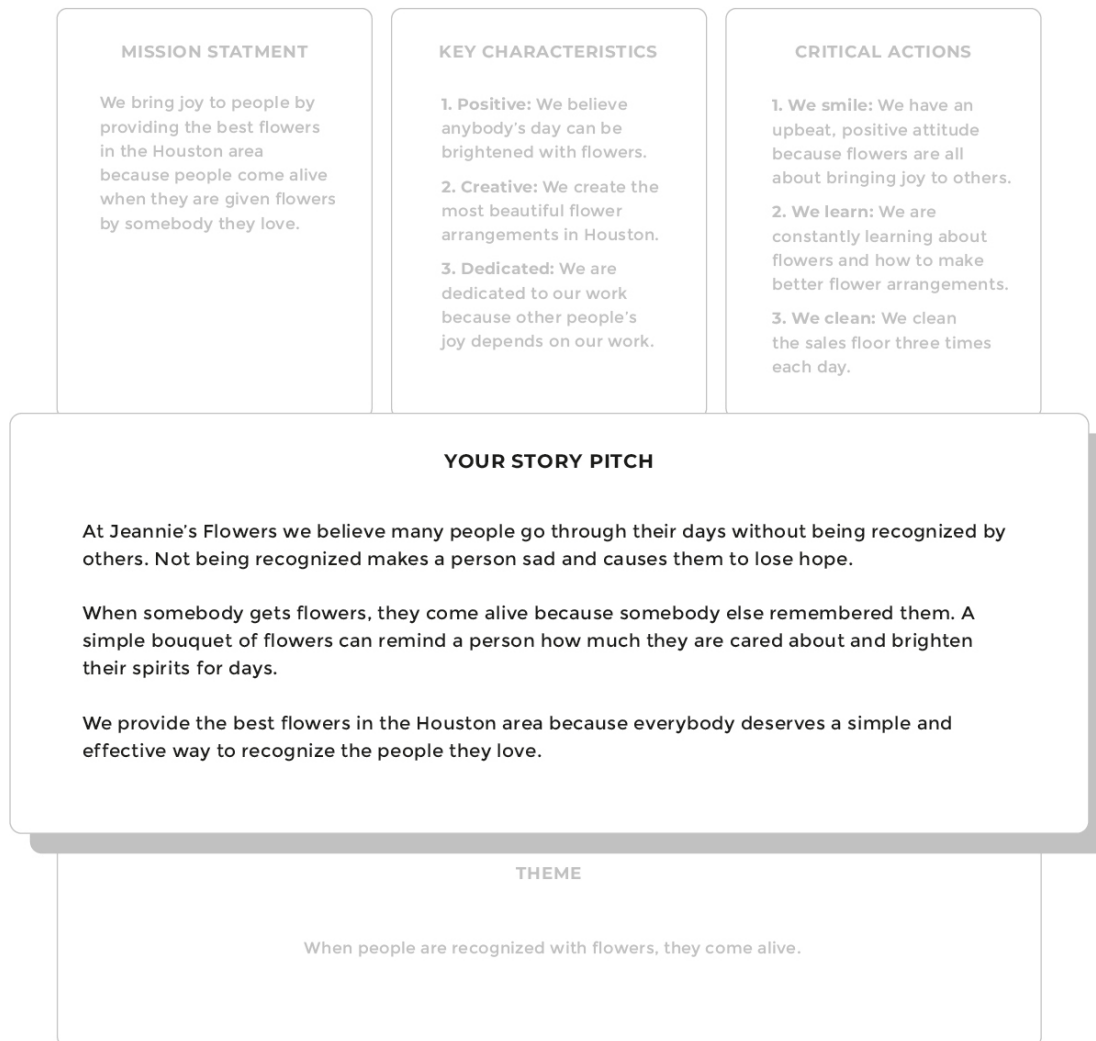 MISSION STATMENT
We bring joy to people by
providing the best flowers
in the Houston area
because people come alive
when they are given flowers
by somebody they love.
KEY CHARACTERISTICS
1. Positive: We believe
anybody’s day can be
brightened with flowers.
2. Creative: We create the
most beautiful flower
arrangements in Houston.
3. Dedicated: We are
dedicated to our work
because other people’s
joy depends on our work.
CRITICAL ACTIONS
1. We smile: We have an
upbeat, positive attitude
because flowers are all
about bringing joy to others.
2. We learn: We are
constantly learning about
flowers and how to make
better flower arrangements.
3. We clean: We clean
the sales floor three times
each day.
YOUR STORY PITCH
At Jeannie’s Flowers we believe many people go through their days without being recognized by
others. Not being recognized makes a person sad and causes them to lose hope.
When somebody gets flowers, they come alive because somebody else remembered them. A
simple bouquet of flowers can remind a person how much they are cared about and brighten
their spirits for days.
We provide the best flowers in the Houston area because everybody deserves a simple and
effective way to recognize the people they love.
THEME
When people are recognized with flowers, they come alive.